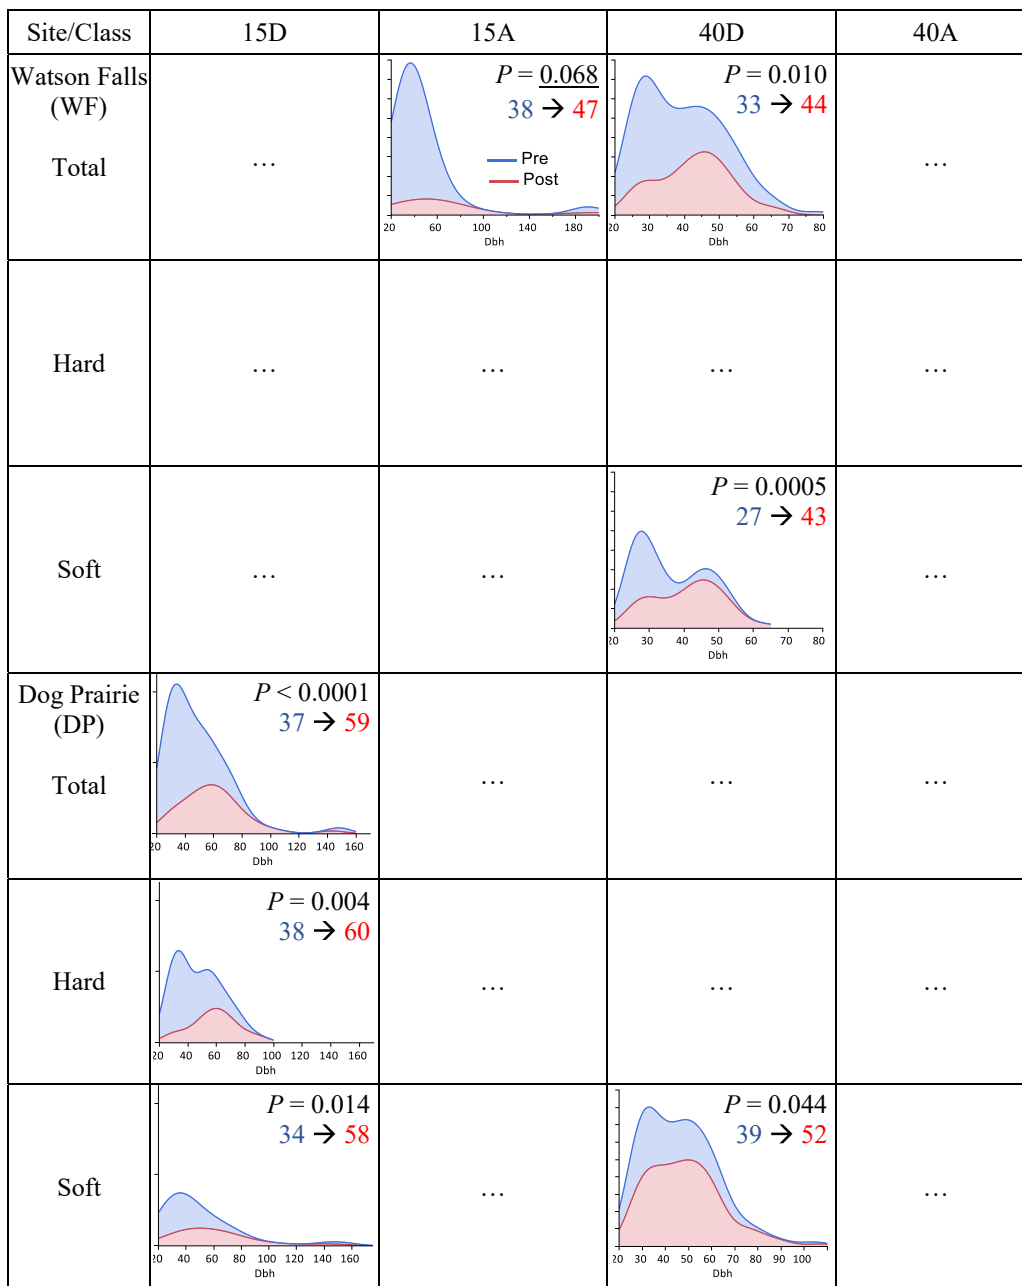 Site/Class 15D 15A 40D 40A
Watson Falls
(WF)
Total
…
P = 0.068
38 → 47
Pre
Post
20 60 100 140 180
Dbh
P = 0.010
33 → 44
20 30 40 50 60 70 80
Dbh
…
Hard
…
…
…
…
Soft
…
…
P = 0.0005
27 → 43
20 30 40 50 60 70 80
Dbh
…
Dog Prairie
(DP)
Total
P < 0.0001
37 → 59
20 40 60 80 100 120 140 160
Dbh
…
…
…
Hard
P = 0.004
38 → 60
20 40 60 80 100 120 140 160
Dbh
…
…
…
Soft
P = 0.014
34 → 58
20 40 60 80 100 120 140 160
Dbh
…
P = 0.044
39 → 52
20 30 40 50 60 70 80 90 100
Dbh
…